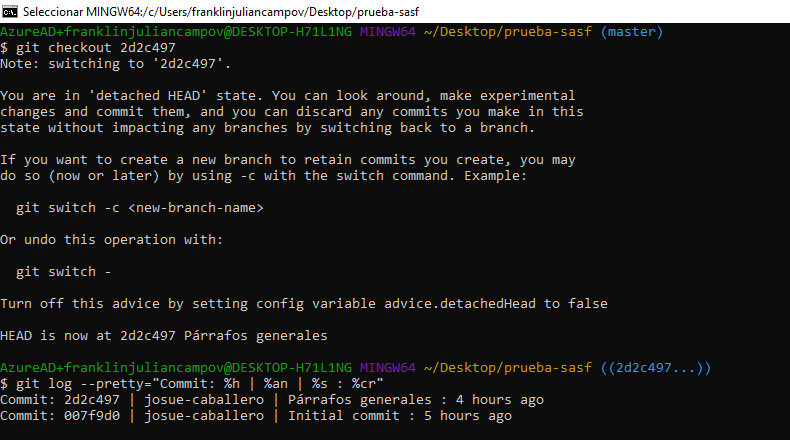 Seleccionar MINGW64:/c/Users/franklinjuliancampov/Desktop/prueba-sasf
AzureAD+franklinjuliancampov@DESKTOP-H71L1NG MINGW64 ~/Desktop/prueba-sasf (master)
$ git checkout 2d2c497
Note: switching to '2d2c497'.

You are in 'detached HEAD' state. You can look around, make experimental
changes and commit them, and you can discard any commits you make in this
state without impacting any branches by switching back to a branch.

If you want to create a new branch to retain commits you create, you may
do so (now or later) by using -c with the switch command. Example:

  git switch -c <new-branch-name>

Or undo this operation with:

  git switch -

Turn off this advice by setting config variable advice.detachedHead to false

HEAD is now at 2d2c497 Párrafos generales

AzureAD+franklinjuliancampov@DESKTOP-H71L1NG MINGW64 ~/Desktop/prueba-sasf ((2d2c497...))
$ git log --pretty="Commit: %h | %an | %s : %cr"
Commit: 2d2c497 | josue-caballero | Párrafos generales : 4 hours ago
Commit: 007f9d0 | josue-caballero | Initial commit : 5 hours ago